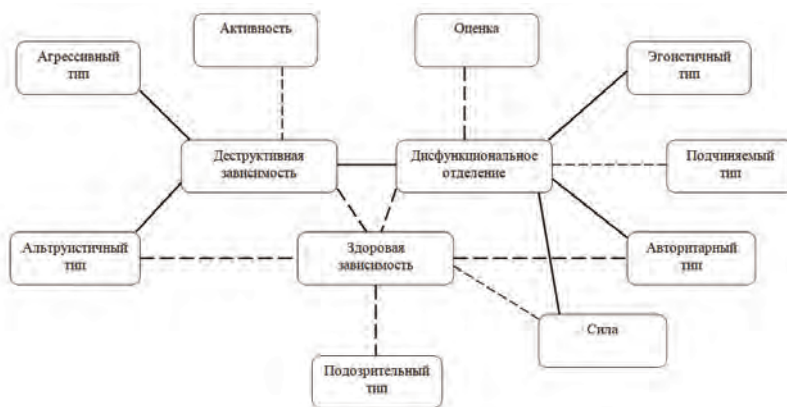 Активность
Оценка
Агрессивный
тип
Эгоистичный
тип
Деструктивная
зависимость
Дисфункциональное
отделение
Подчиняемый
тип
Альтруистичный
тип
Здоровая
зависимость
Авторитарный
тип
Сила
Подозрительный
тип